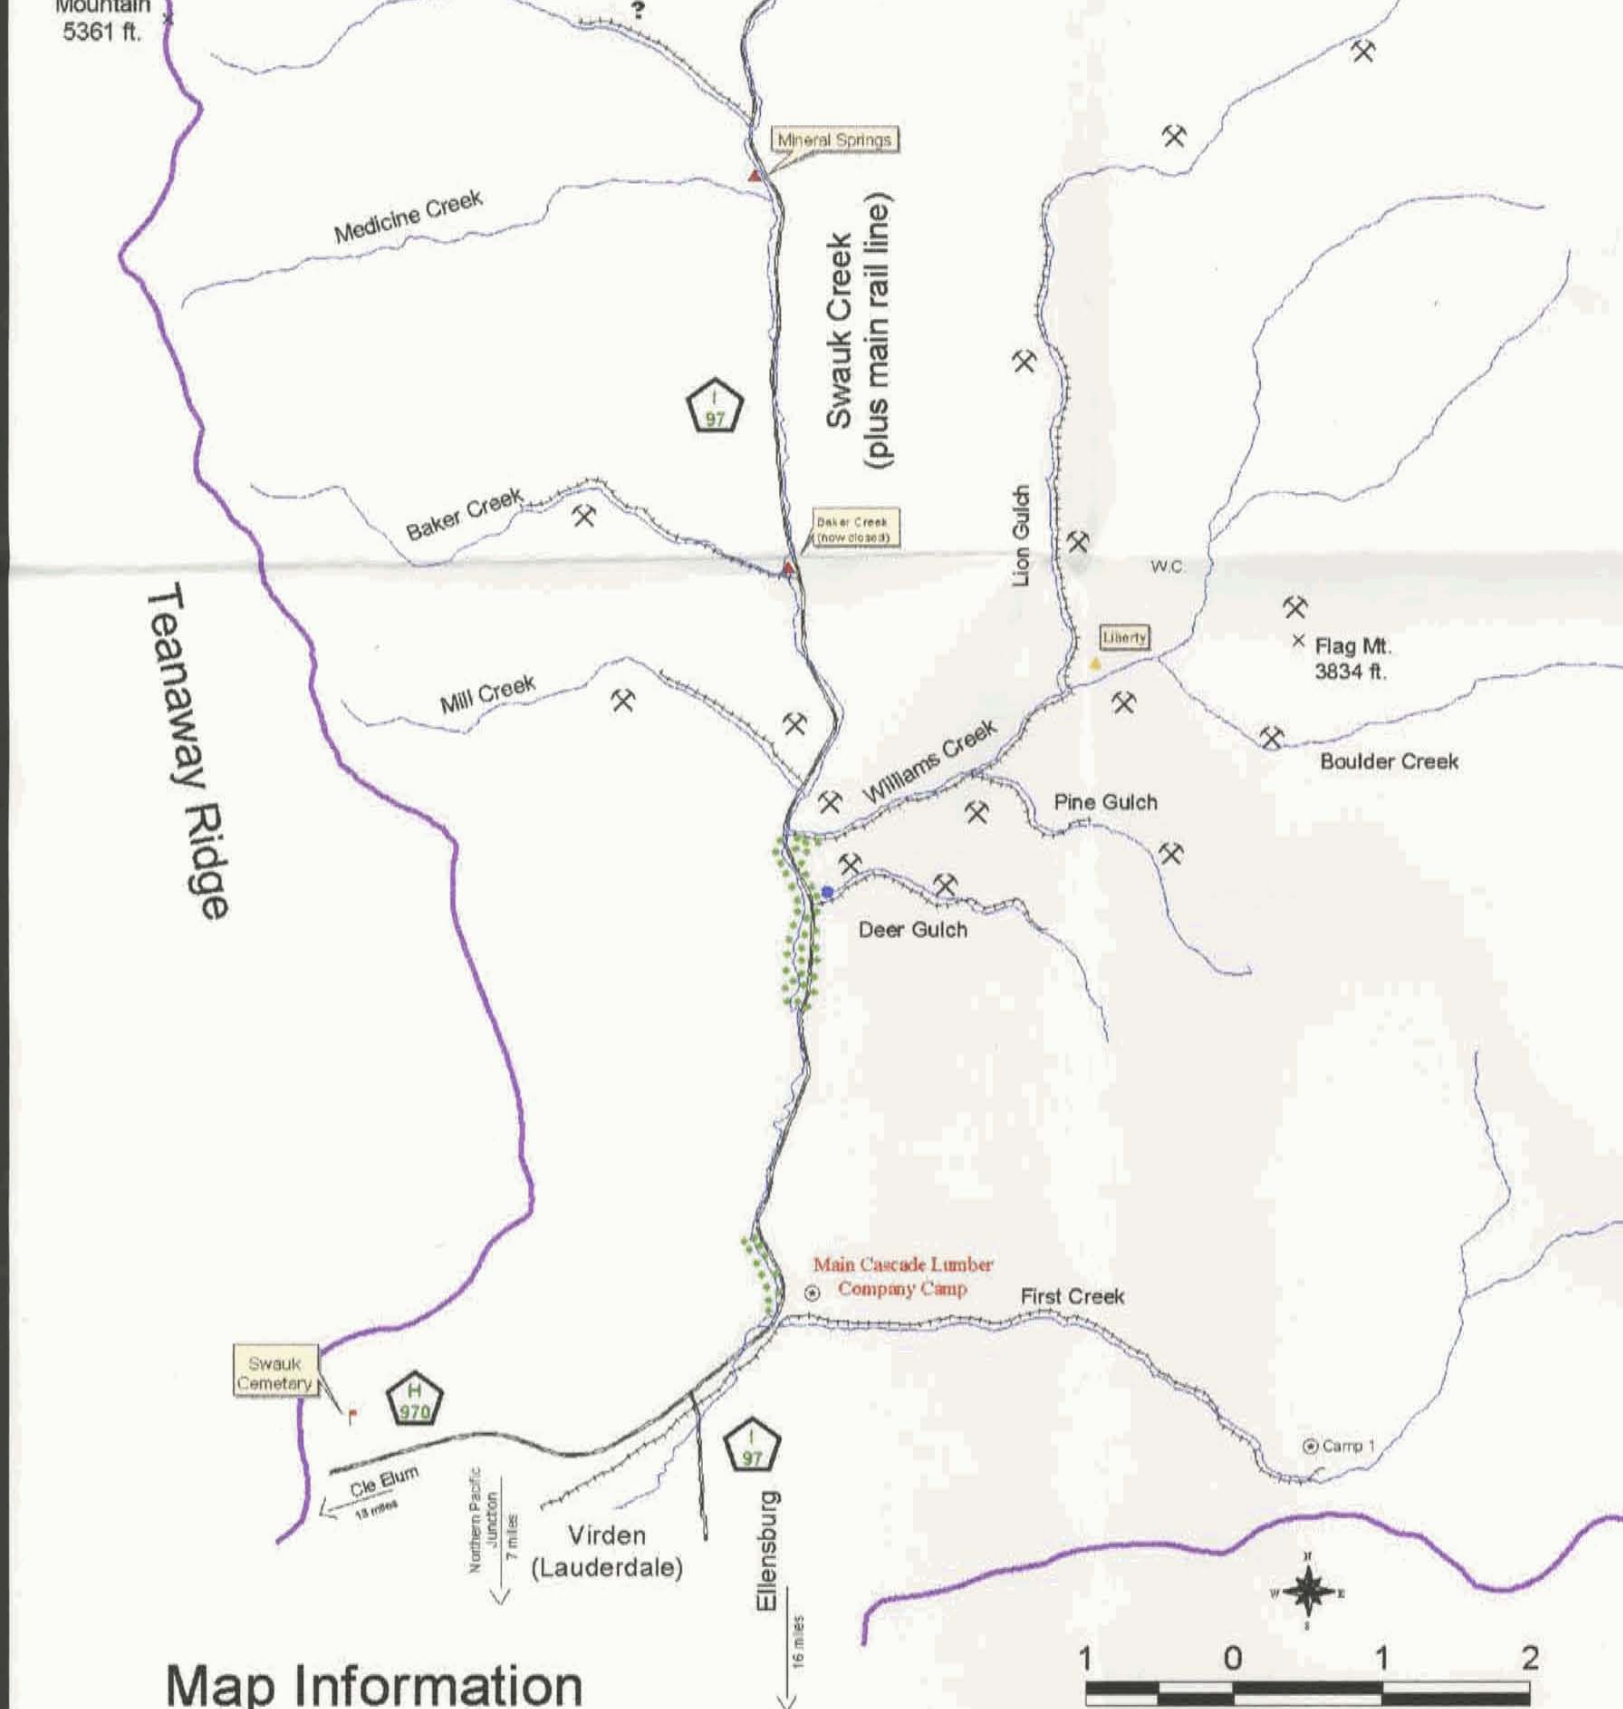 Mountain
5361 ft.
?
Mineral Springs
Medicine Creek
Swauk Creek
(plus main rail line)
I
97
Baker Creek
Baker Creek
(now closed)
Lion Gulch
W.C.
Teanaway Ridge
Liberty
Flag Mt.
3834 ft.
Mill Creek
Williams Creek
Boulder Creek
Pine Gulch
Deer Gulch
Main Cascade Lumber
Company Camp
First Creek
Swauk
Cemetary
H
970
I
97
Camp 1
Cle Elum
13 miles
Northern Pacific
Junction
7 miles
Virden
(Lauderdale)
Ellensburg
16 miles
N
W E
S
1 0 1 2
Map Information